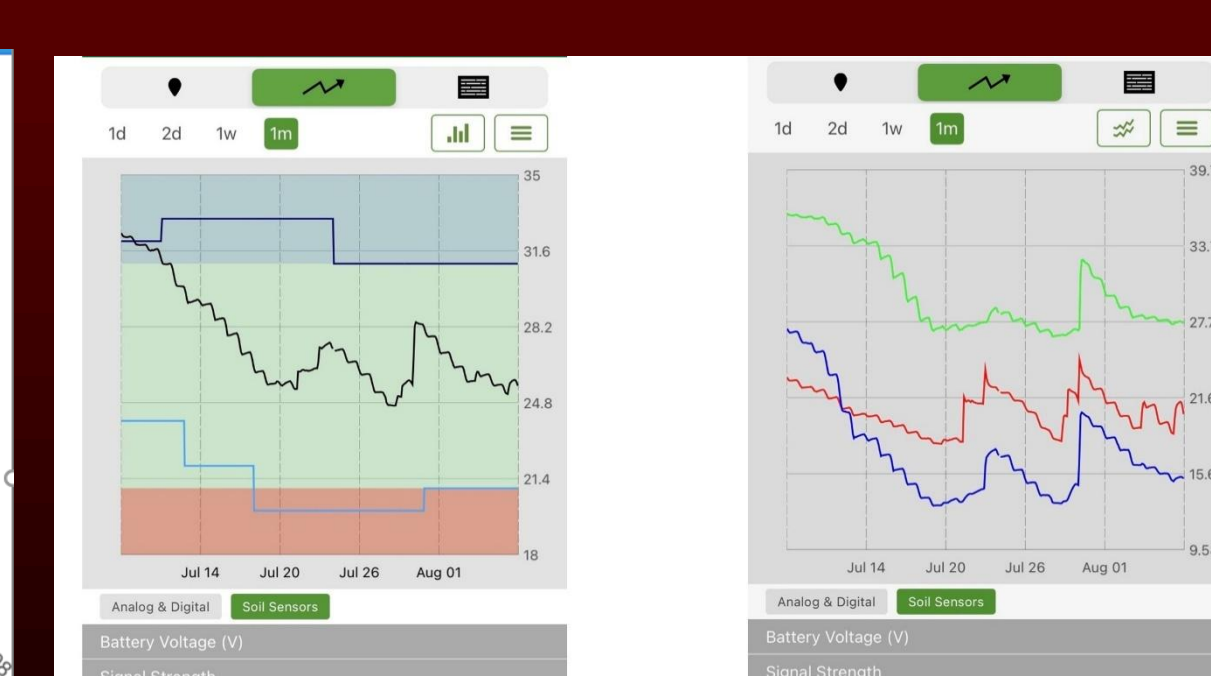 1d 2d 1w 1m
35
31.6
28.2
24.8
21.4
18
Jul 14 Jul 20 Jul 26 Aug 01
Analog & Digital Soil Sensors
Battery Voltage (V)
Signal Strength
1d 2d 1w 1m
Jul 14 Jul 20 Jul 26 Aug 01
Analog & Digital Soil Sensors
Battery Voltage (V)
Signal Strength